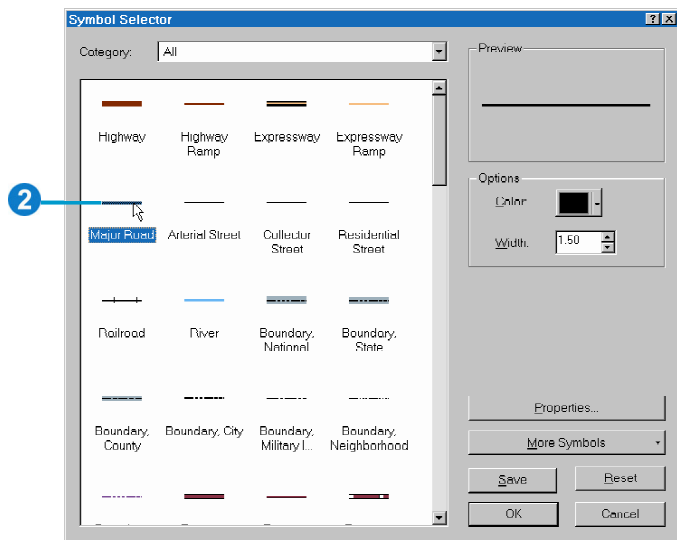 Symbol Selector
Category: All
Highway
Highway Ramp
Expressway
Expressway Ramp
2
Major Road
Arterial Street
Collector Street
Residential Street
Railroad
River
Boundary, National
Boundary, State
Boundary, County
Boundary, City
Boundary, Military I...
Boundary, Neighborhood
Preview
Options
Color:
Width: 1.50
Properties...
More Symbols
Save
Reset
OK
Cancel